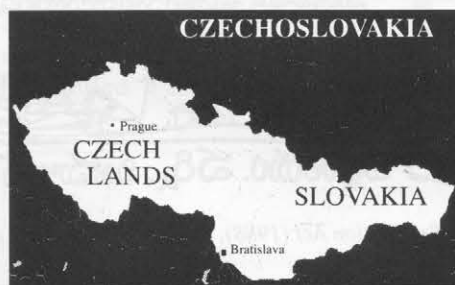 CZECHOSLOVAKIA
Prague
CZECH
LANDS
SLOVAKIA
Bratislava